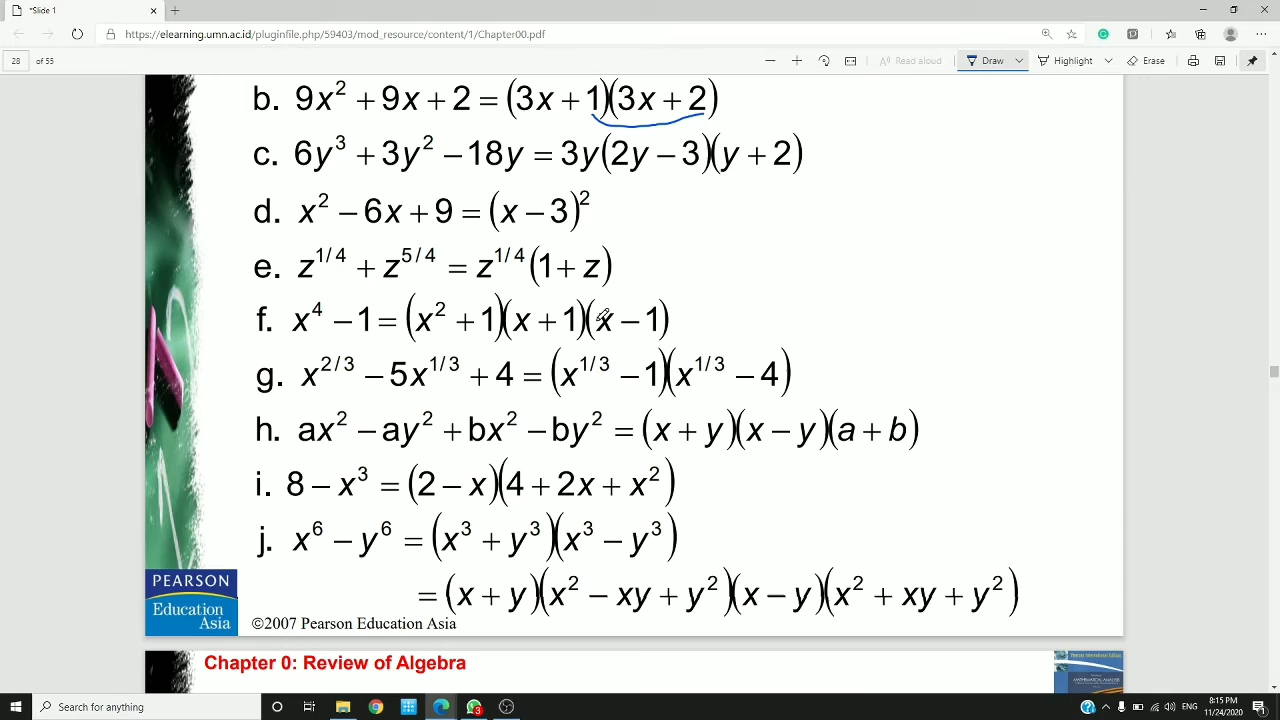 *Slide 1
https://elearning.umn.ac.id/pluginfile.php/59403/mod_resource/content/1/Chapter00.pdf
28 of 55 Read aloud Draw Highlight Erase
b. 9x² + 9x + 2 = (3x + 1)(3x + 2)
c. 6y³ + 3y² − 18y = 3y(2y − 3)(y + 2)
d. x² − 6x + 9 = (x − 3)²
e. z^{1/4} + z^{5/4} = z^{1/4}(1 + z)
f. x⁴ − 1 = (x² + 1)(x + 1)(x − 1)
g. x^{2/3} − 5x^{1/3} + 4 = (x^{1/3} − 1)(x^{1/3} − 4)
h. ax² − ay² + bx² − by² = (x + y)(x − y)(a + b)
i. 8 − x³ = (2 − x)(4 + 2x + x²)
j. x⁶ − y⁶ = (x³ + y³)(x³ − y³)
= (x + y)(x² − xy + y²)(x − y)(x² + xy + y²)
PEARSON
Education
Asia
©2007 Pearson Education Asia
Chapter 0: Review of Algebra
Search for anything
3
ENG
8:15 PM
11/24/2020